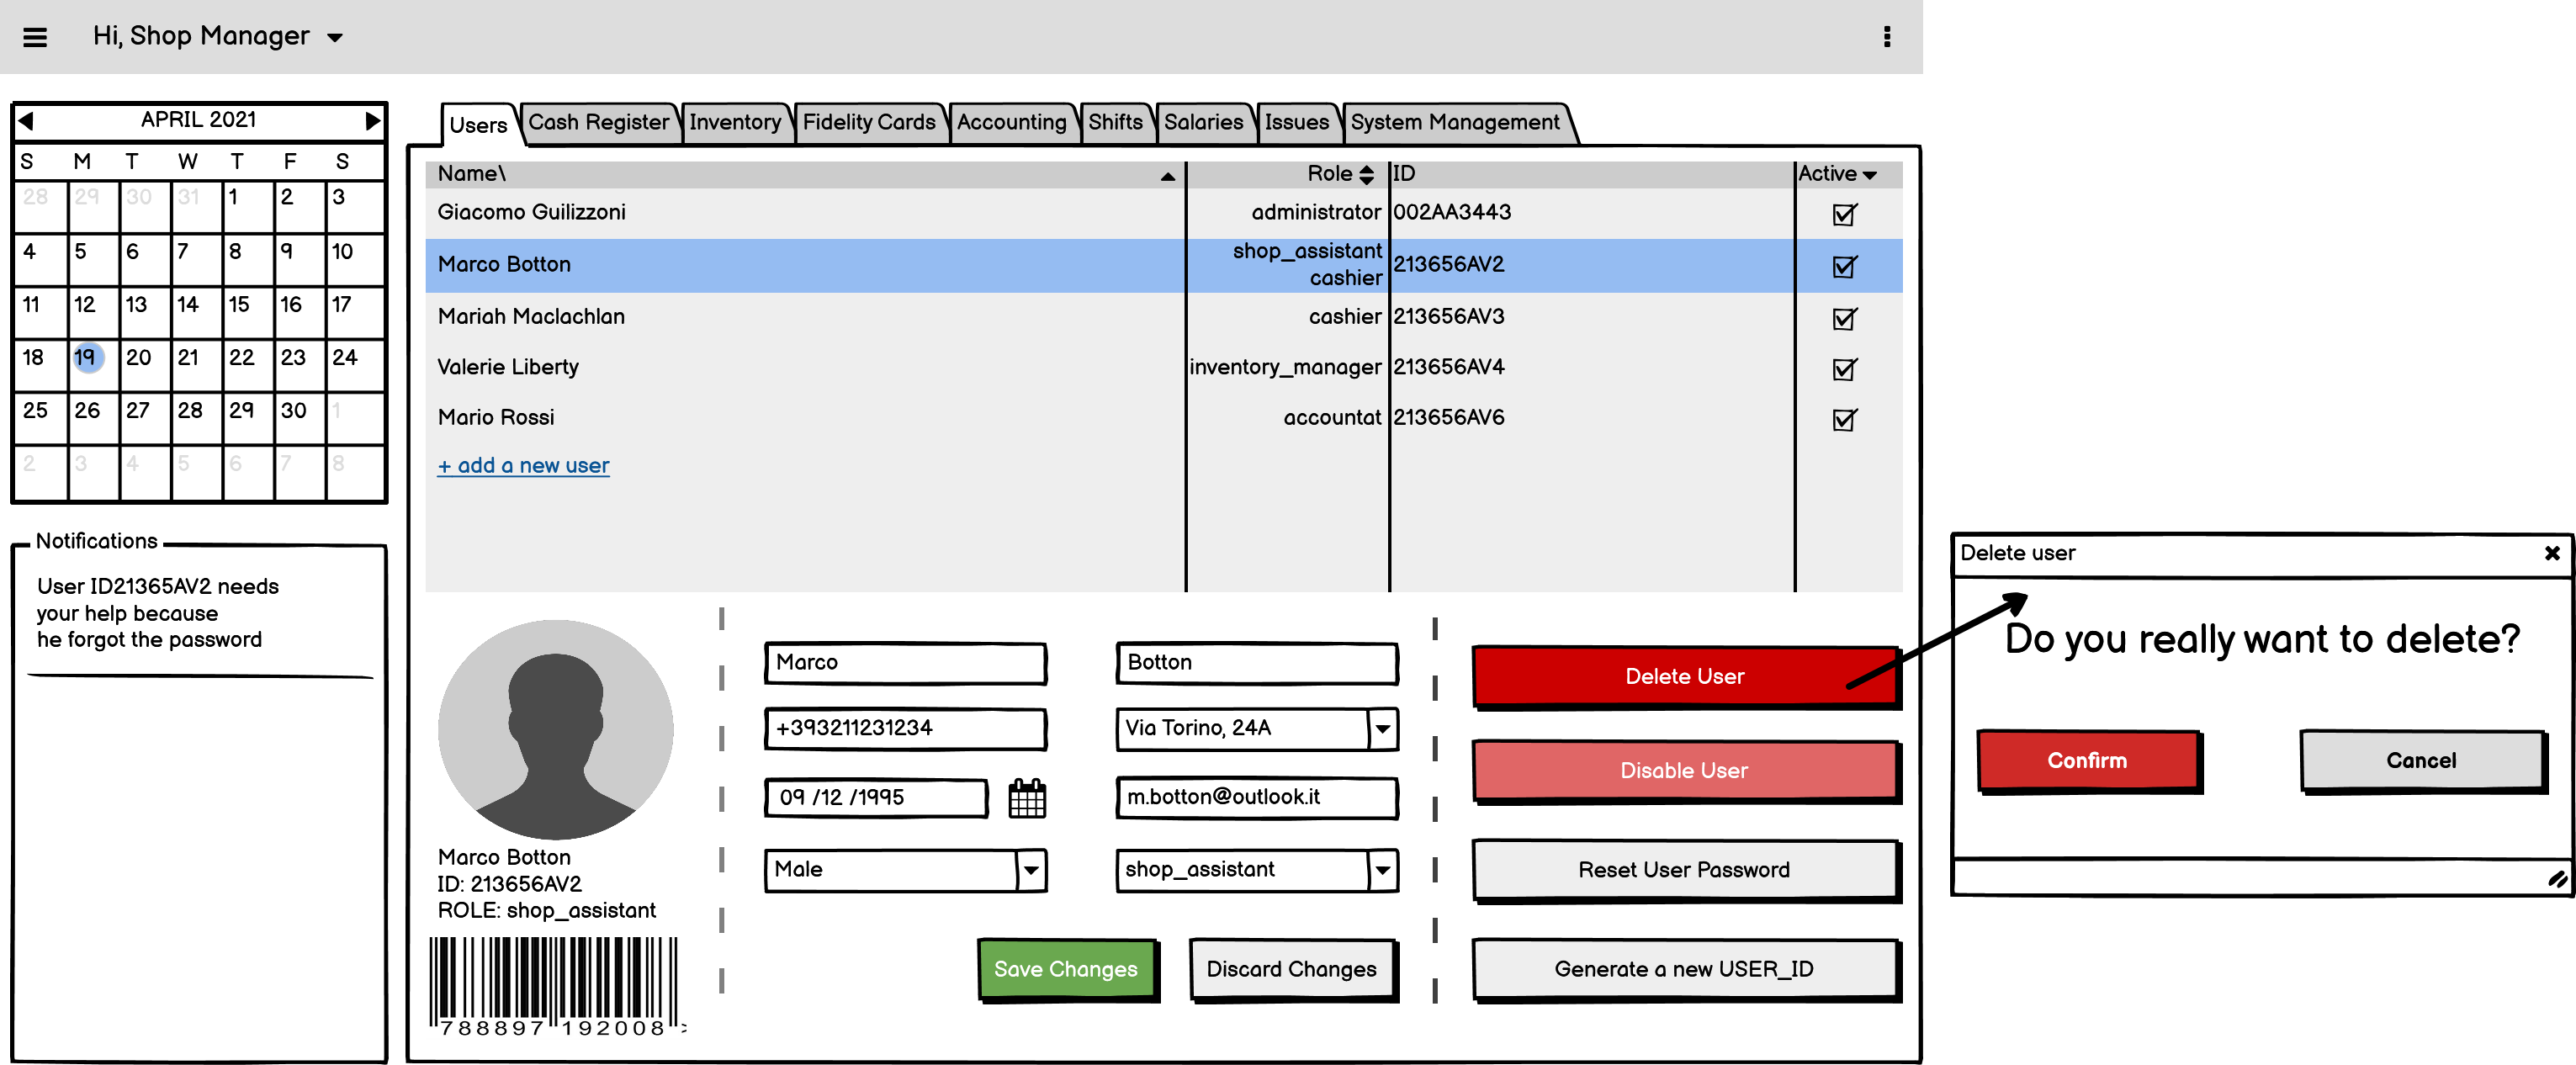 Hi, Shop Manager
APRIL 2021
S M T W T F S
28 29 30 31 1 2 3
4 5 6 7 8 9 10
11 12 13 14 15 16 17
18 19 20 21 22 23 24
25 26 27 28 29 30 1
2 3 4 5 6 7 8
Notifications
User ID21365AV2 needs
your help because
he forgot the password
Users Cash Register Inventory Fidelity Cards Accounting Shifts Salaries Issues System Management
Name\ Role ID Active
Giacomo Guilizzoni administrator 002AA3443
Marco Botton shop_assistant cashier 213656AV2
Mariah Maclachlan cashier 213656AV3
Valerie Liberty inventory_manager 213656AV4
Mario Rossi accountat 213656AV6
+ add a new user
Marco Botton
ID: 213656AV2
ROLE: shop_assistant
788897 192008 >
Marco Botton
+393211231234 Via Torino, 24A
09 /12 /1995 m.botton@outlook.it
Male shop_assistant
Save Changes Discard Changes
Delete User
Disable User
Reset User Password
Generate a new USER_ID
Delete user
Do you really want to delete?
Confirm Cancel